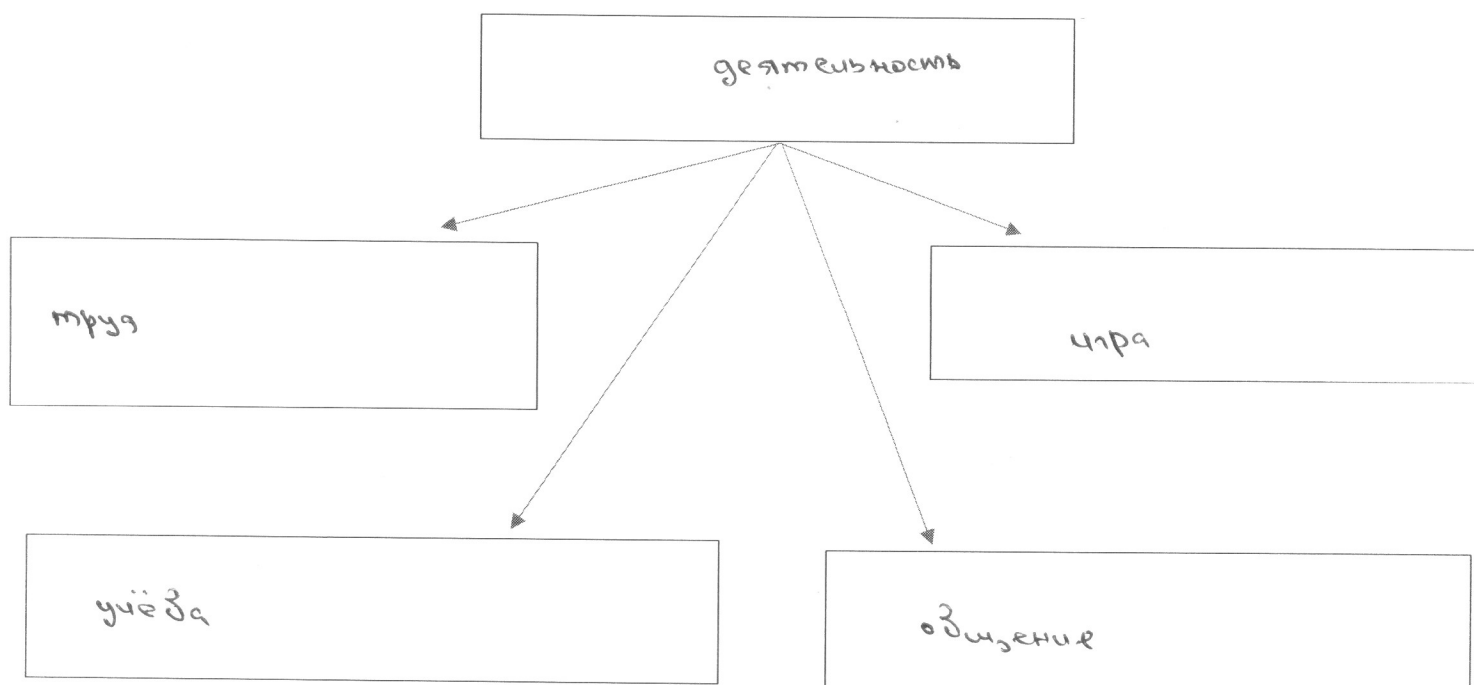 деятельность
труд
игра
учёба
общение